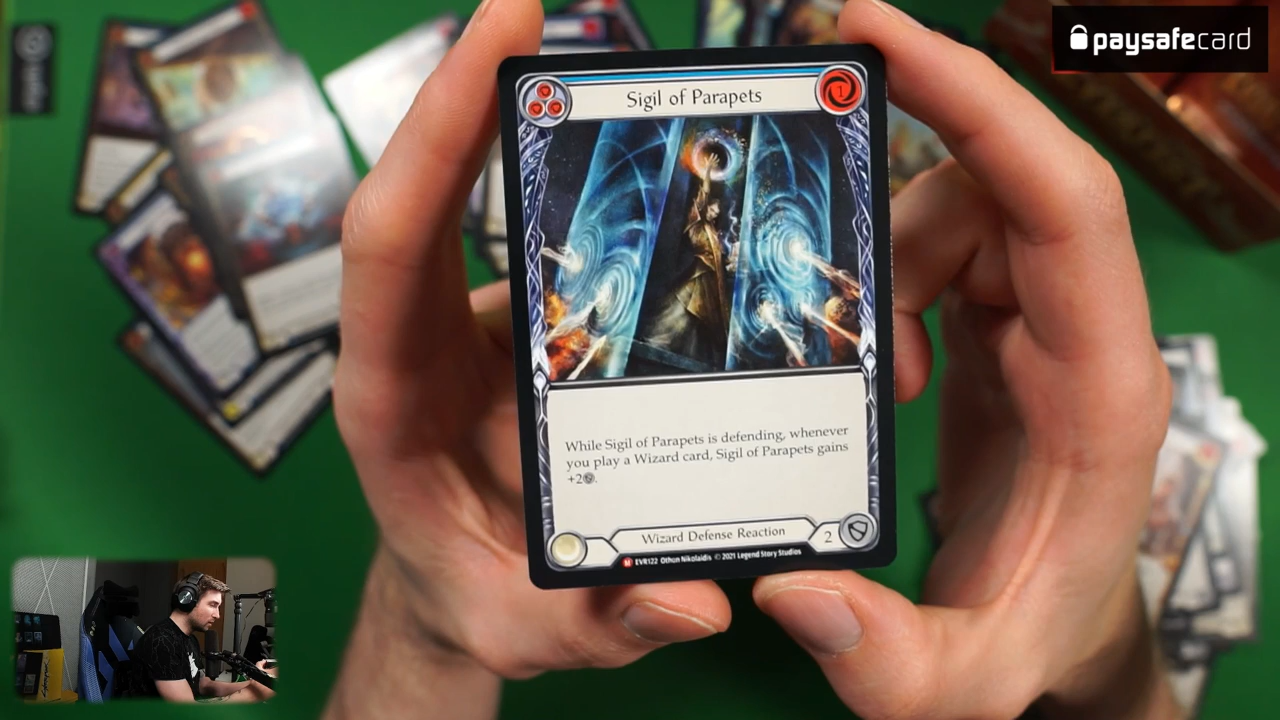 paysafecard
1
Sigil of Parapets
While Sigil of Parapets is defending, whenever
you play a Wizard card, Sigil of Parapets gains
+2
Wizard Defense Reaction
2
M EVR122 Othon Nikolaidis © 2021 Legend Story Studios